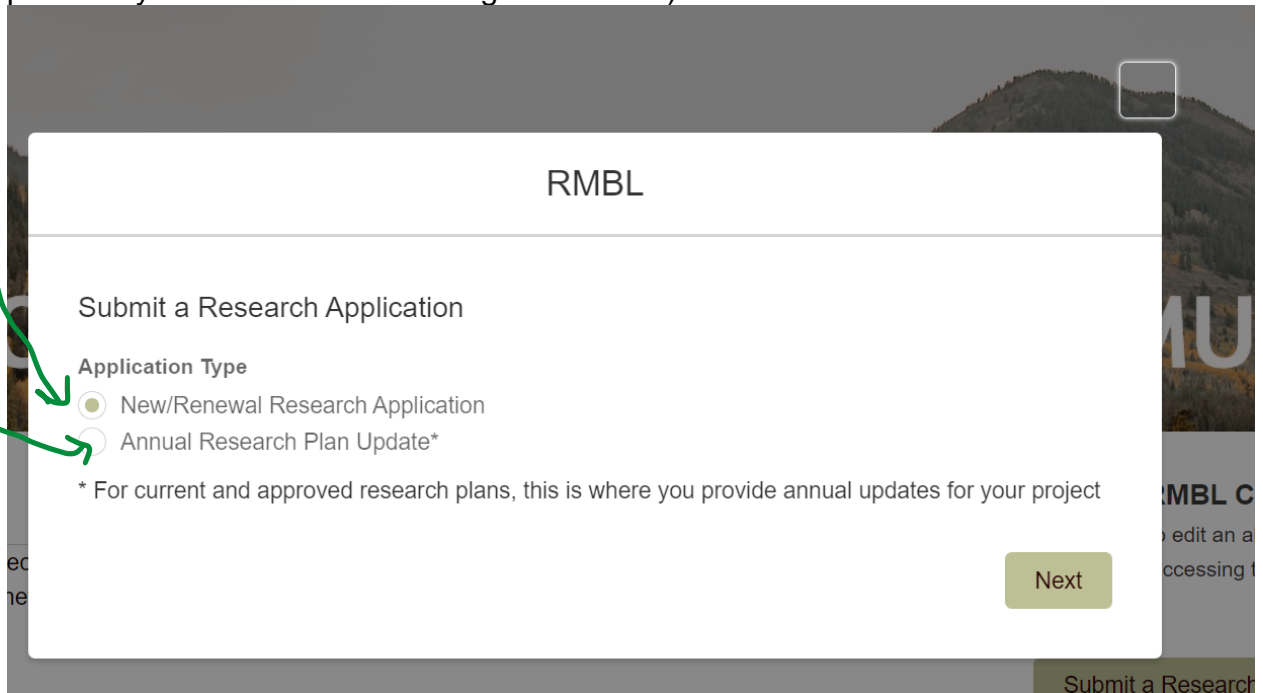 RMBL
Submit a Research Application
Application Type
New/Renewal Research Application
Annual Research Plan Update*
* For current and approved research plans, this is where you provide annual updates for your project
Next
MU
RMBL C
edit an a
ccessing t
Submit a Research